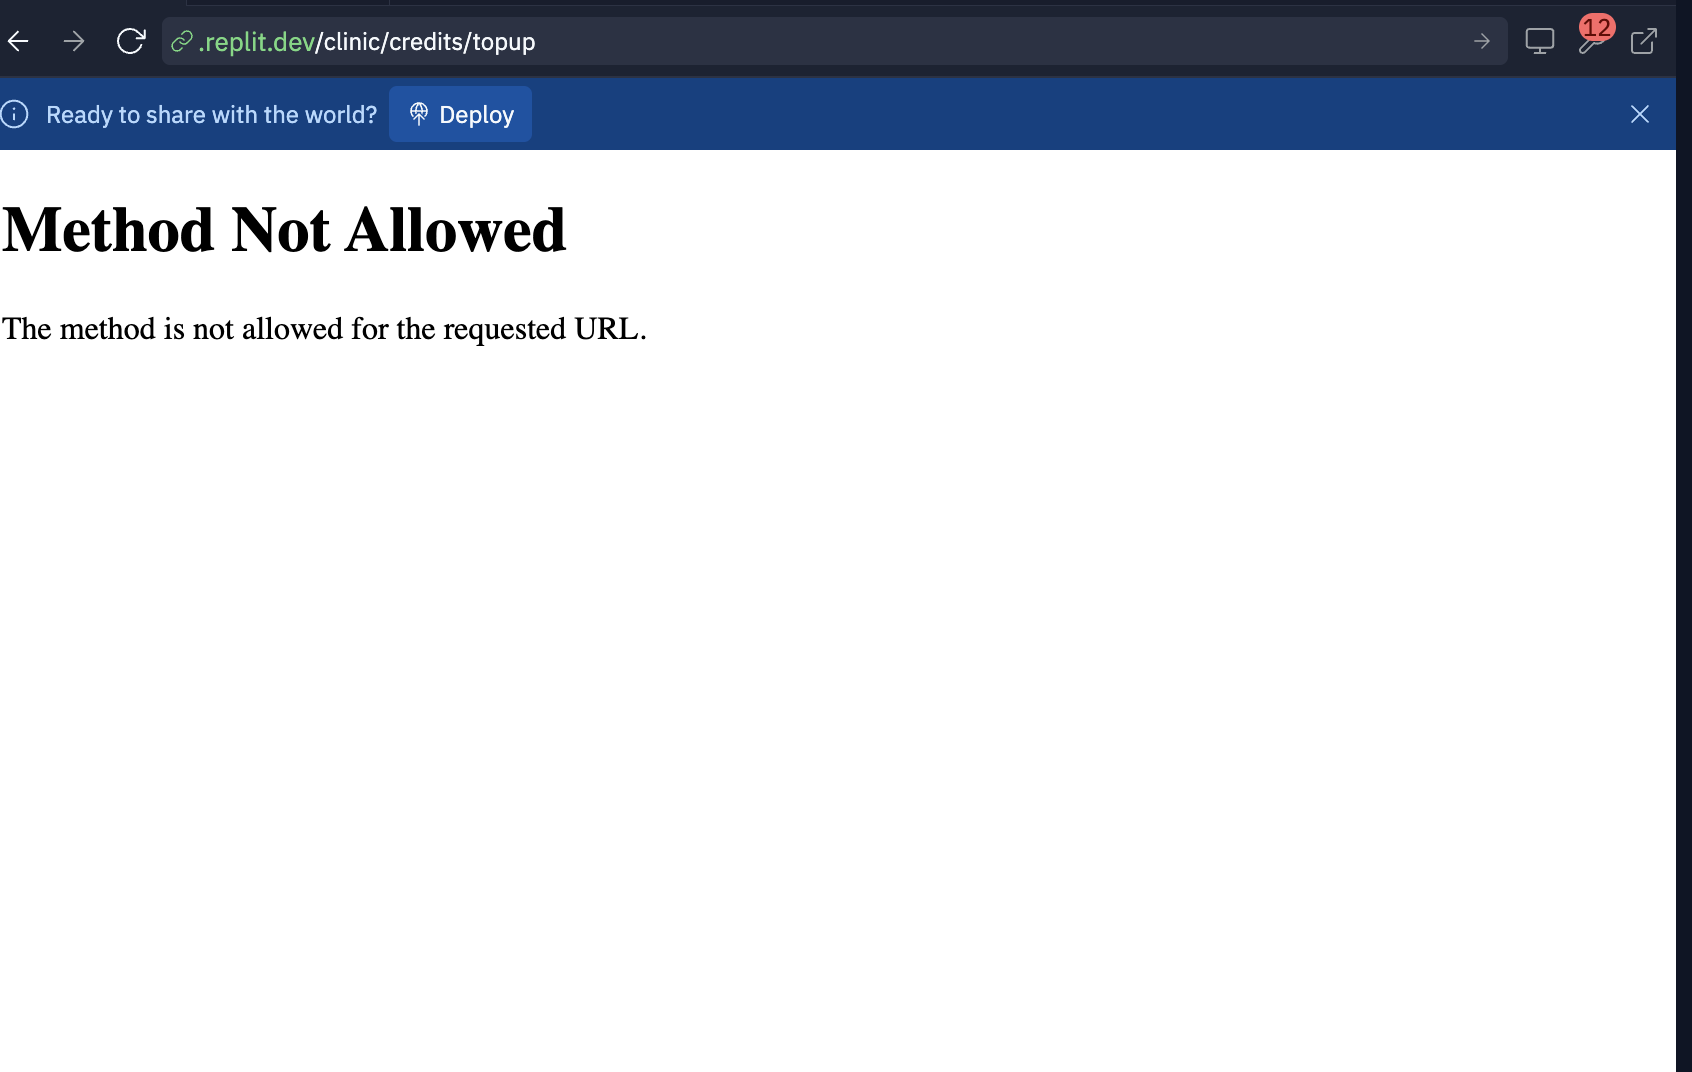 .replit.dev/clinic/credits/topup
12
Ready to share with the world?
Deploy
Method Not Allowed
The method is not allowed for the requested URL.